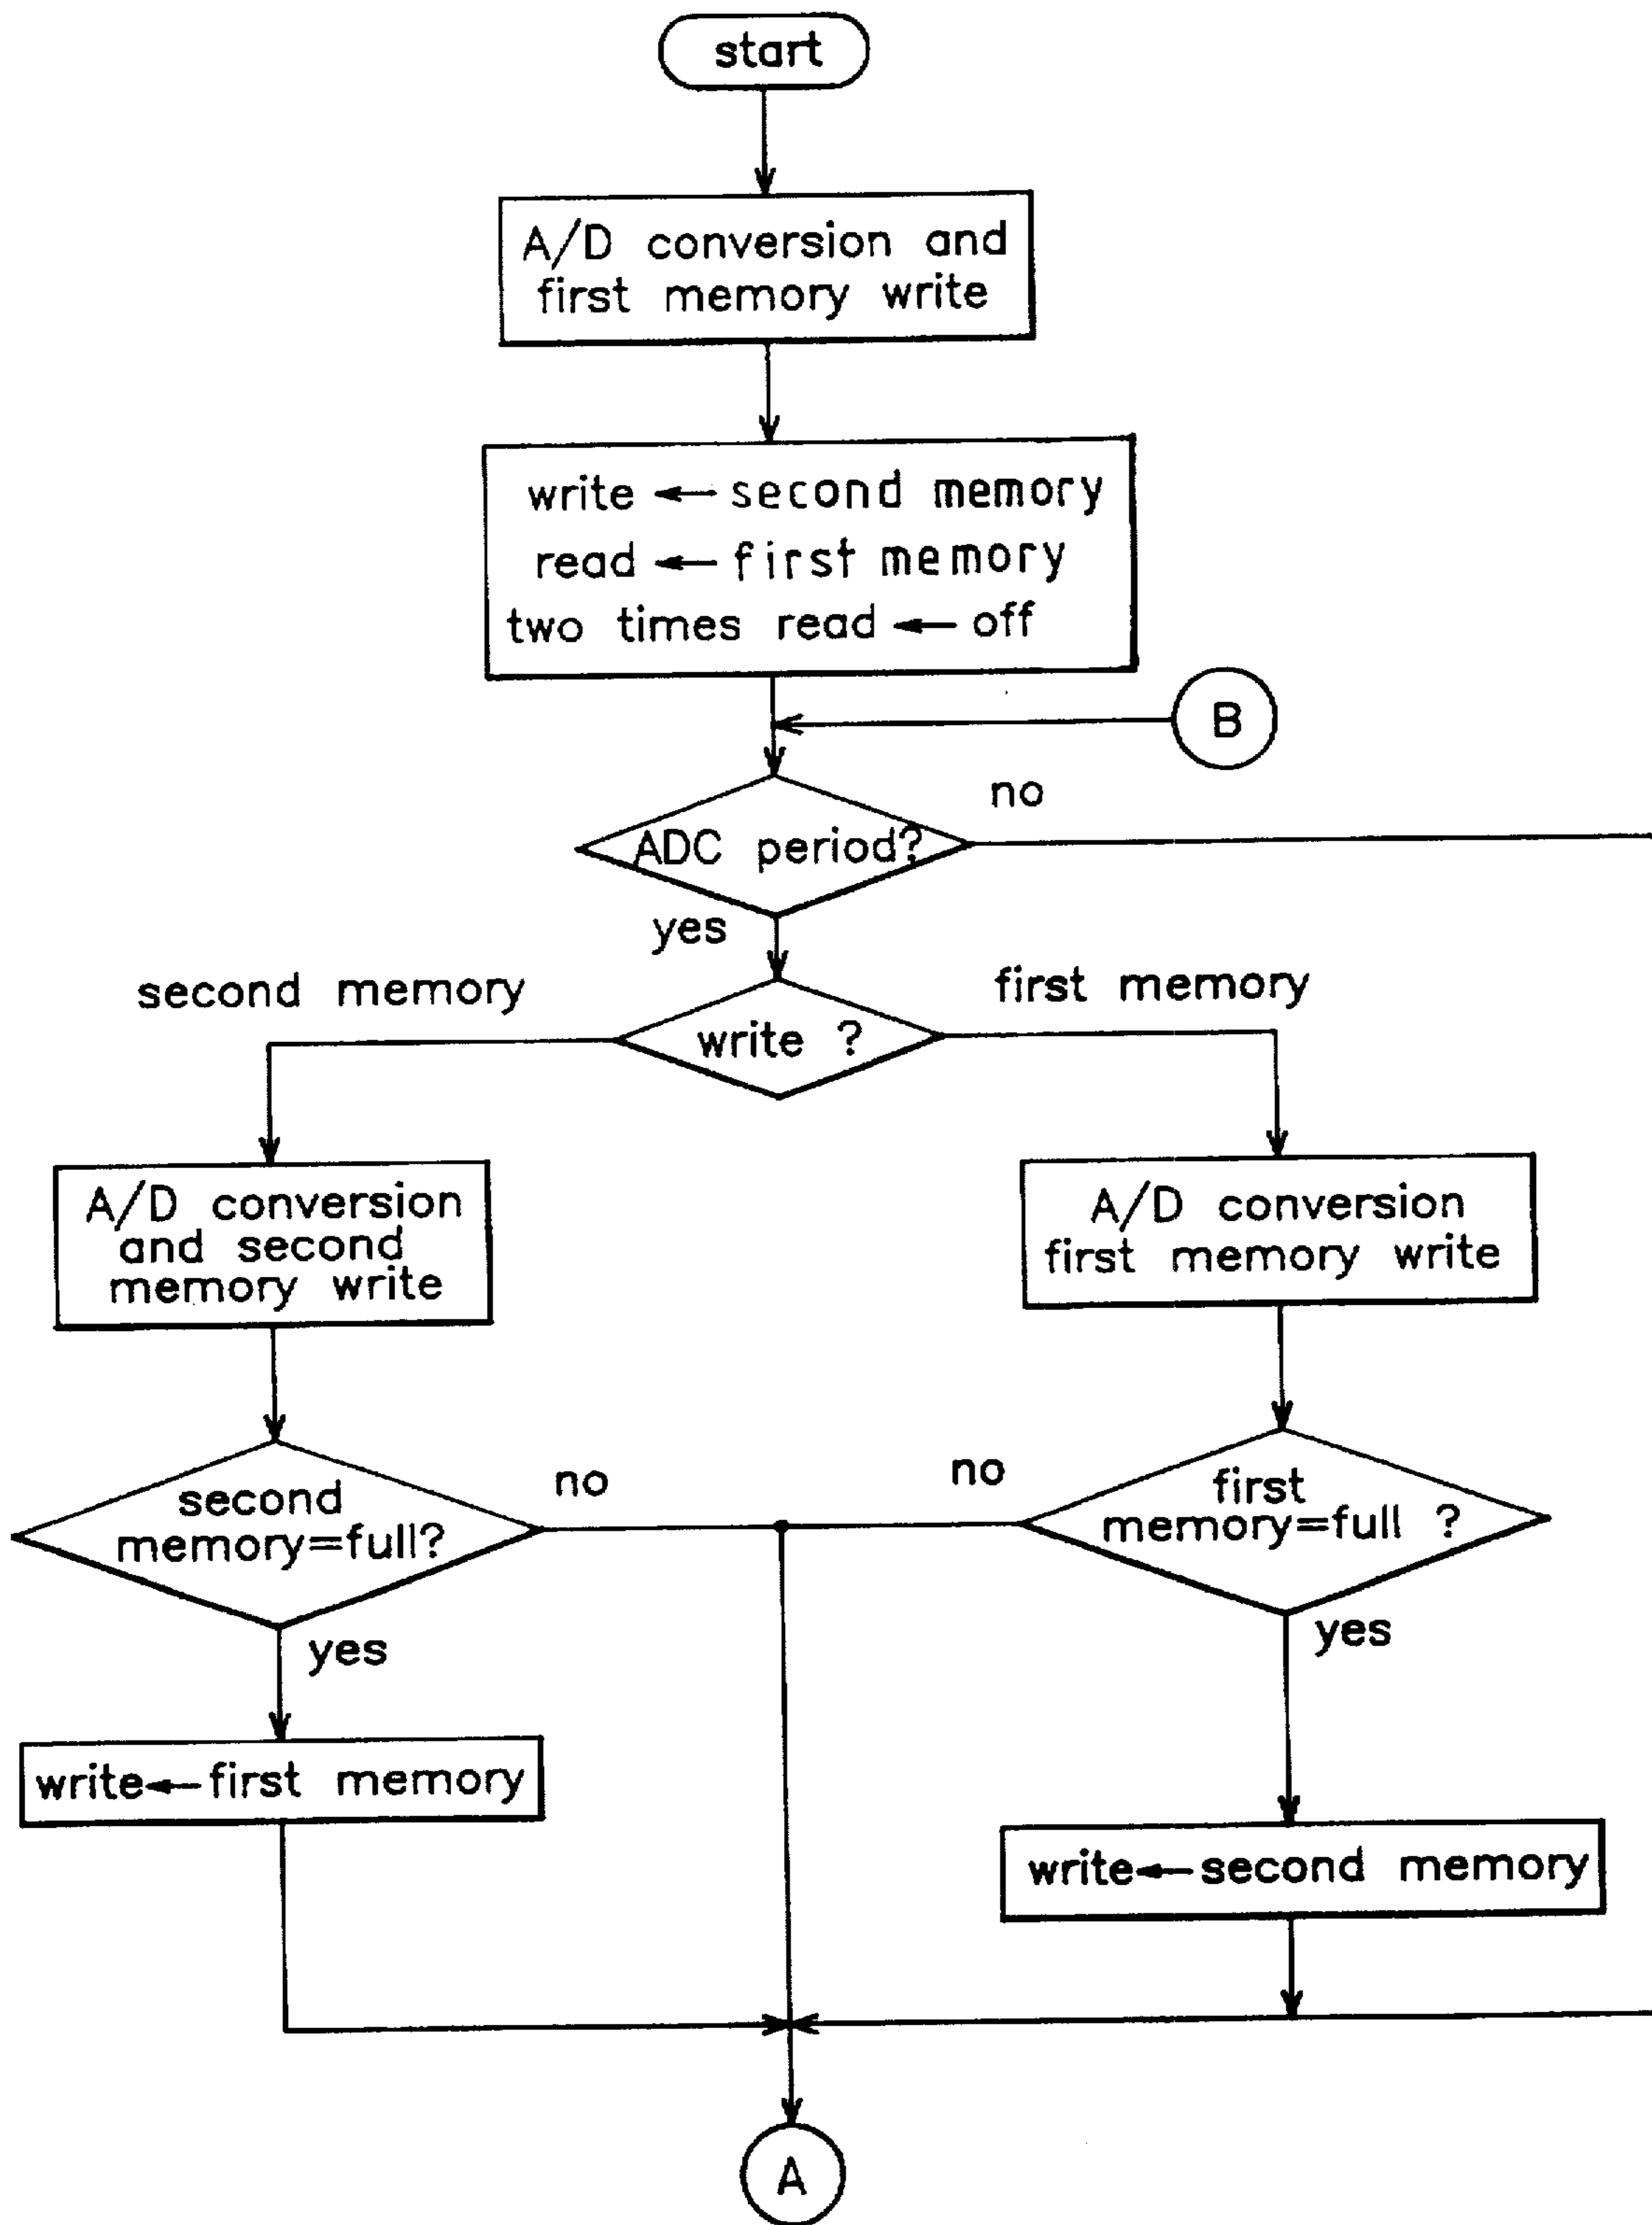 start
A/D conversion and
first memory write
write ← second memory
read ← first memory
two times read ← off
B
no
ADC period?
yes
second memory
first memory
write ?
A/D conversion
and second
memory write
A/D conversion
first memory write
second
memory=full?
no
no
first
memory=full ?
yes
yes
write←first memory
write←second memory
A